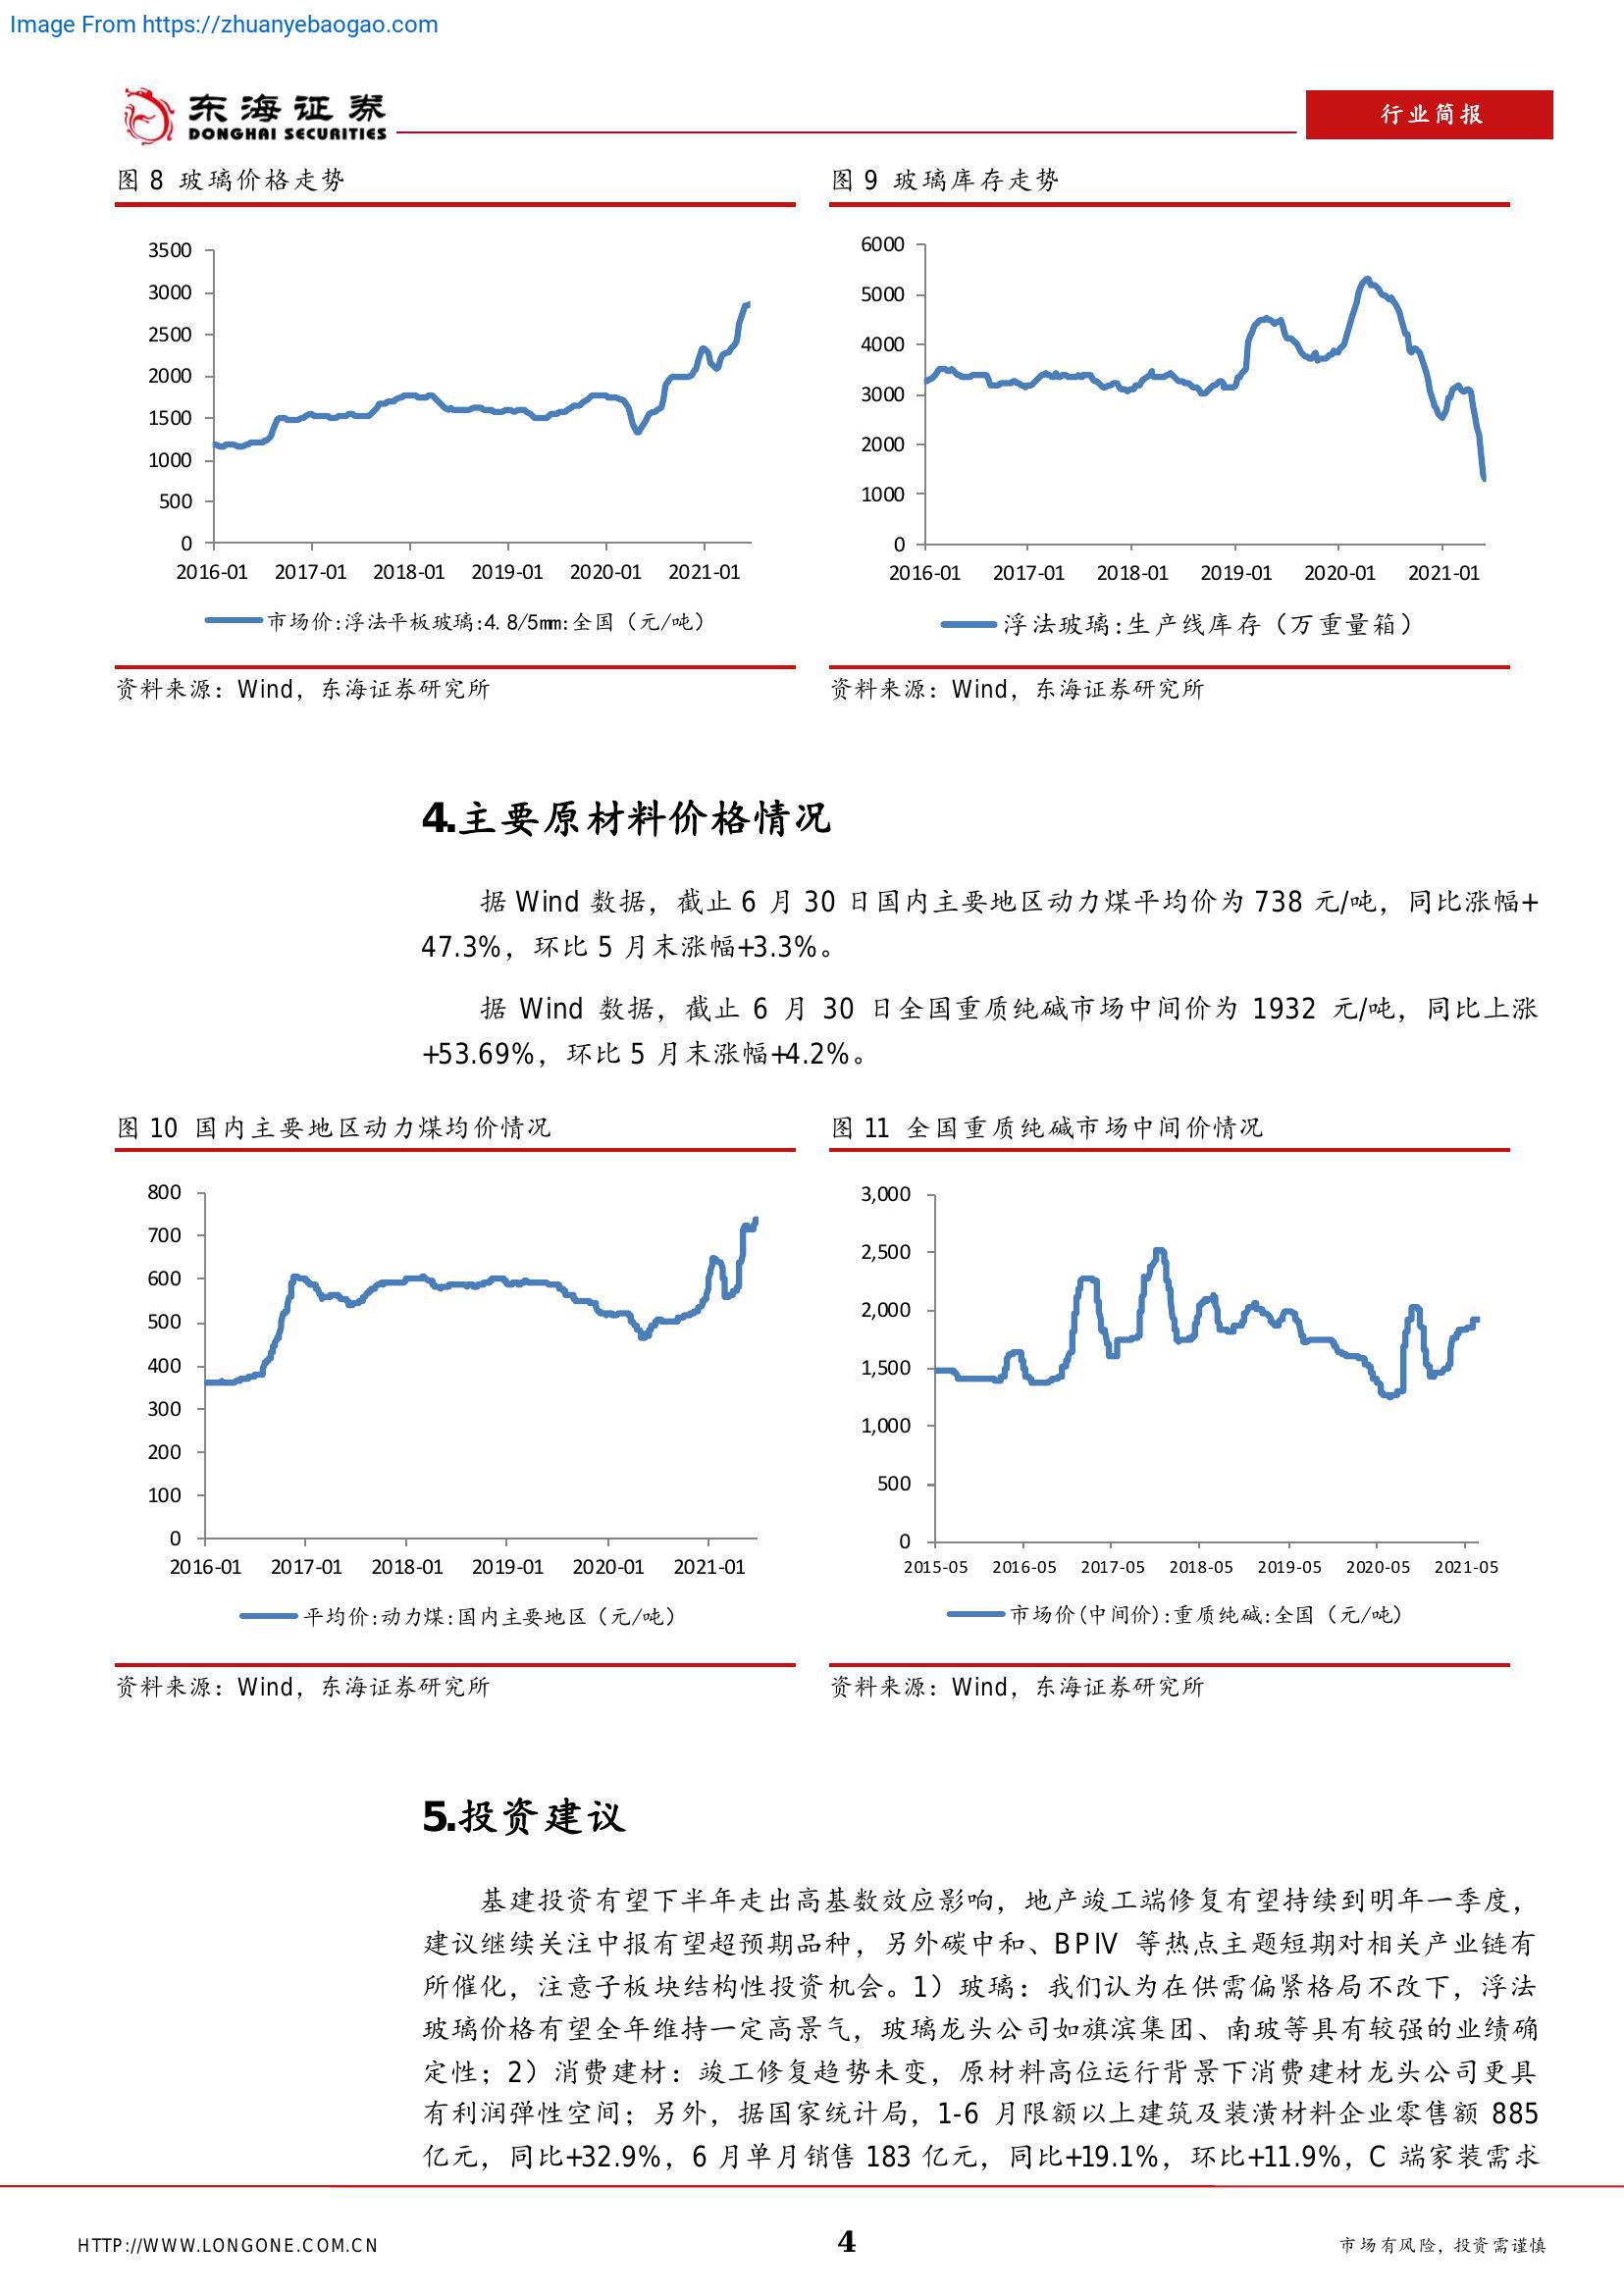 Image From https://zhuanyebaogao.com
东海证券
DONGHAI SECURITIES
行业简报
图 8 玻璃价格走势
3500
3000
2500
2000
1500
1000
500
0
2016-01 2017-01 2018-01 2019-01 2020-01 2021-01
市场价:浮法平板玻璃:4.8/5mm:全国（元/吨）
资料来源：Wind，东海证券研究所
图 9 玻璃库存走势
6000
5000
4000
3000
2000
1000
0
2016-01 2017-01 2018-01 2019-01 2020-01 2021-01
浮法玻璃:生产线库存（万重量箱）
资料来源：Wind，东海证券研究所
4.主要原材料价格情况
据 Wind 数据，截止 6 月 30 日国内主要地区动力煤平均价为 738 元/吨，同比涨幅+
47.3%，环比 5 月末涨幅+3.3%。
据 Wind 数据，截止 6 月 30 日全国重质纯碱市场中间价为 1932 元/吨，同比上涨
+53.69%，环比 5 月末涨幅+4.2%。
图 10 国内主要地区动力煤均价情况
800
700
600
500
400
300
200
100
0
2016-01 2017-01 2018-01 2019-01 2020-01 2021-01
平均价:动力煤:国内主要地区（元/吨）
资料来源：Wind，东海证券研究所
图 11 全国重质纯碱市场中间价情况
3,000
2,500
2,000
1,500
1,000
500
0
2015-05 2016-05 2017-05 2018-05 2019-05 2020-05 2021-05
市场价(中间价):重质纯碱:全国（元/吨）
资料来源：Wind，东海证券研究所
5.投资建议
基建投资有望下半年走出高基数效应影响，地产竣工端修复有望持续到明年一季度，
建议继续关注中报有望超预期品种，另外碳中和、BPIV 等热点主题短期对相关产业链有
所催化，注意子板块结构性投资机会。1）玻璃：我们认为在供需偏紧格局不改下，浮法
玻璃价格有望全年维持一定高景气，玻璃龙头公司如旗滨集团、南玻等具有较强的业绩确
定性；2）消费建材：竣工修复趋势未变，原材料高位运行背景下消费建材龙头公司更具
有利润弹性空间；另外，据国家统计局，1-6 月限额以上建筑及装潢材料企业零售额 885
亿元，同比+32.9%，6 月单月销售 183 亿元，同比+19.1%，环比+11.9%，C 端家装需求
HTTP://WWW.LONGONE.COM.CN
4
市场有风险，投资需谨慎